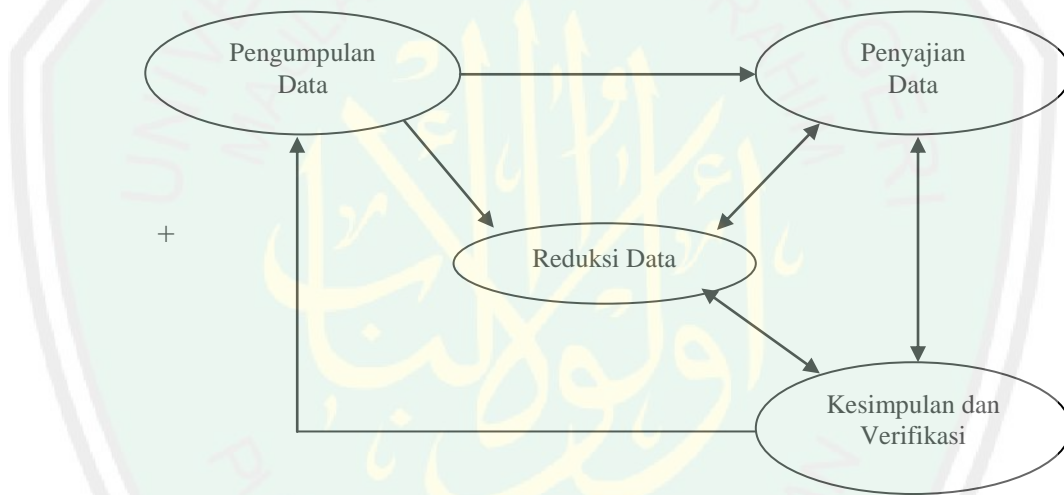 Pengumpulan
Data
Penyajian
Data
+
Reduksi Data
Kesimpulan dan
Verifikasi